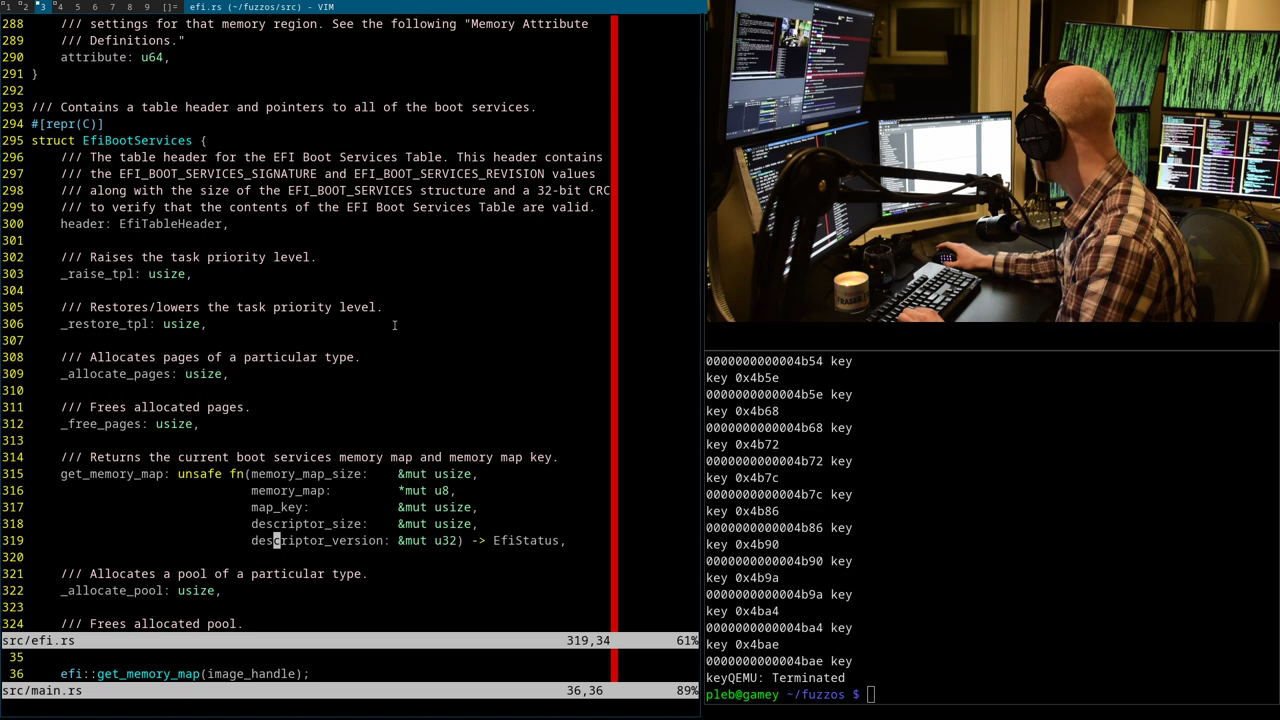 1 2 3 4 5 6 7 8 9 []= efi.rs (~/fuzzos/src) - VIM
288 /// settings for that memory region. See the following "Memory Attribute
289 /// Definitions."
290 attribute: u64,
291 }
292
293 /// Contains a table header and pointers to all of the boot services.
294 #[repr(C)]
295 struct EfiBootServices {
296 /// The table header for the EFI Boot Services Table. This header contains
297 /// the EFI_BOOT_SERVICES_SIGNATURE and EFI_BOOT_SERVICES_REVISION values
298 /// along with the size of the EFI_BOOT_SERVICES structure and a 32-bit CRC
299 /// to verify that the contents of the EFI Boot Services Table are valid.
300 header: EfiTableHeader,
301
302 /// Raises the task priority level.
303 _raise_tpl: usize,
304
305 /// Restores/lowers the task priority level.
306 _restore_tpl: usize,
307
308 /// Allocates pages of a particular type.
309 _allocate_pages: usize,
310
311 /// Frees allocated pages.
312 _free_pages: usize,
313
314 /// Returns the current boot services memory map and memory map key.
315 get_memory_map: unsafe fn(memory_map_size: &mut usize,
316 memory_map: *mut u8,
317 map_key: &mut usize,
318 descriptor_size: &mut usize,
319 descriptor_version: &mut u32) -> EfiStatus,
320
321 /// Allocates a pool of a particular type.
322 _allocate_pool: usize,
323
324 /// Frees allocated pool.
src/efi.rs 319,34 61%
35
36 efi::get_memory_map(image_handle);
src/main.rs 36,36 89%
0000000000004b54 key
key 0x4b5e
0000000000004b5e key
key 0x4b68
0000000000004b68 key
key 0x4b72
0000000000004b72 key
key 0x4b7c
0000000000004b7c key
key 0x4b86
0000000000004b86 key
key 0x4b90
0000000000004b90 key
key 0x4b9a
0000000000004b9a key
key 0x4ba4
0000000000004ba4 key
key 0x4bae
0000000000004bae key
keyQEMU: Terminated
pleb@gamey ~/fuzzos $